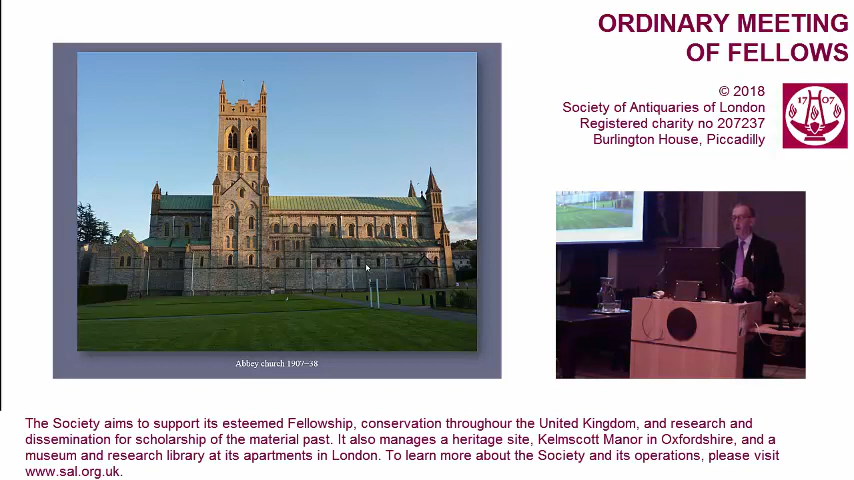 ORDINARY MEETING
OF FELLOWS
© 2018
Society of Antiquaries of London
Registered charity no 207237
Burlington House, Piccadilly
1707
Abbey church 1907–38
The Society aims to support its esteemed Fellowship, conservation throughour the United Kingdom, and research and
dissemination for scholarship of the material past. It also manages a heritage site, Kelmscott Manor in Oxfordshire, and a
museum and research library at its apartments in London. To learn more about the Society and its operations, please visit
www.sal.org.uk.